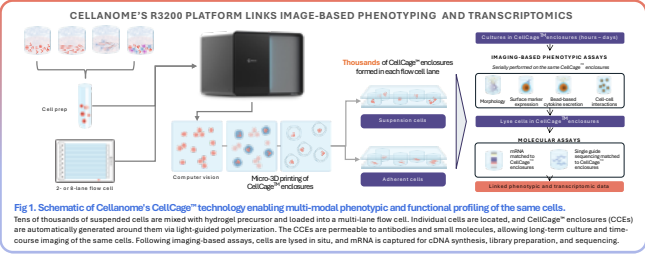 CELLANOME'S R3200 PLATFORM LINKS IMAGE-BASED PHENOTYPING AND TRANSCRIPTOMICS
Cell prep
2- or 8-lane flow cell
Computer vision
Micro-3D printing of
CellCage™ enclosures
Thousands of CellCage™ enclosures
formed in each flow cell lane
Suspension cells
Adherent cells
Cultures in CellCage™ enclosures (hours – days)
IMAGING-BASED PHENOTYPIC ASSAYS
Serially performed on the same CellCage™ enclosures
Morphology
Surface marker
expression
Bead-based
cytokine secretion
Cell-cell
interactions
Lyse cells in CellCage™ enclosures
MOLECULAR ASSAYS
mRNA
matched to
CellCage™
enclosures
Single guide
sequencing matched
to CellCage™
enclosures
Linked phenotypic and transcriptomic data
Fig 1. Schematic of Cellanome's CellCage™ technology enabling multi-modal phenotypic and functional profiling of the same cells.
Tens of thousands of suspended cells are mixed with hydrogel precursor and loaded into a multi-lane flow cell. Individual cells are located, and CellCage™ enclosures (CCEs)
are automatically generated around them via light-guided polymerization. The CCEs are permeable to antibodies and small molecules, allowing long-term culture and time-
course imaging of the same cells. Following imaging-based assays, cells are lysed in situ, and mRNA is captured for cDNA synthesis, library preparation, and sequencing.